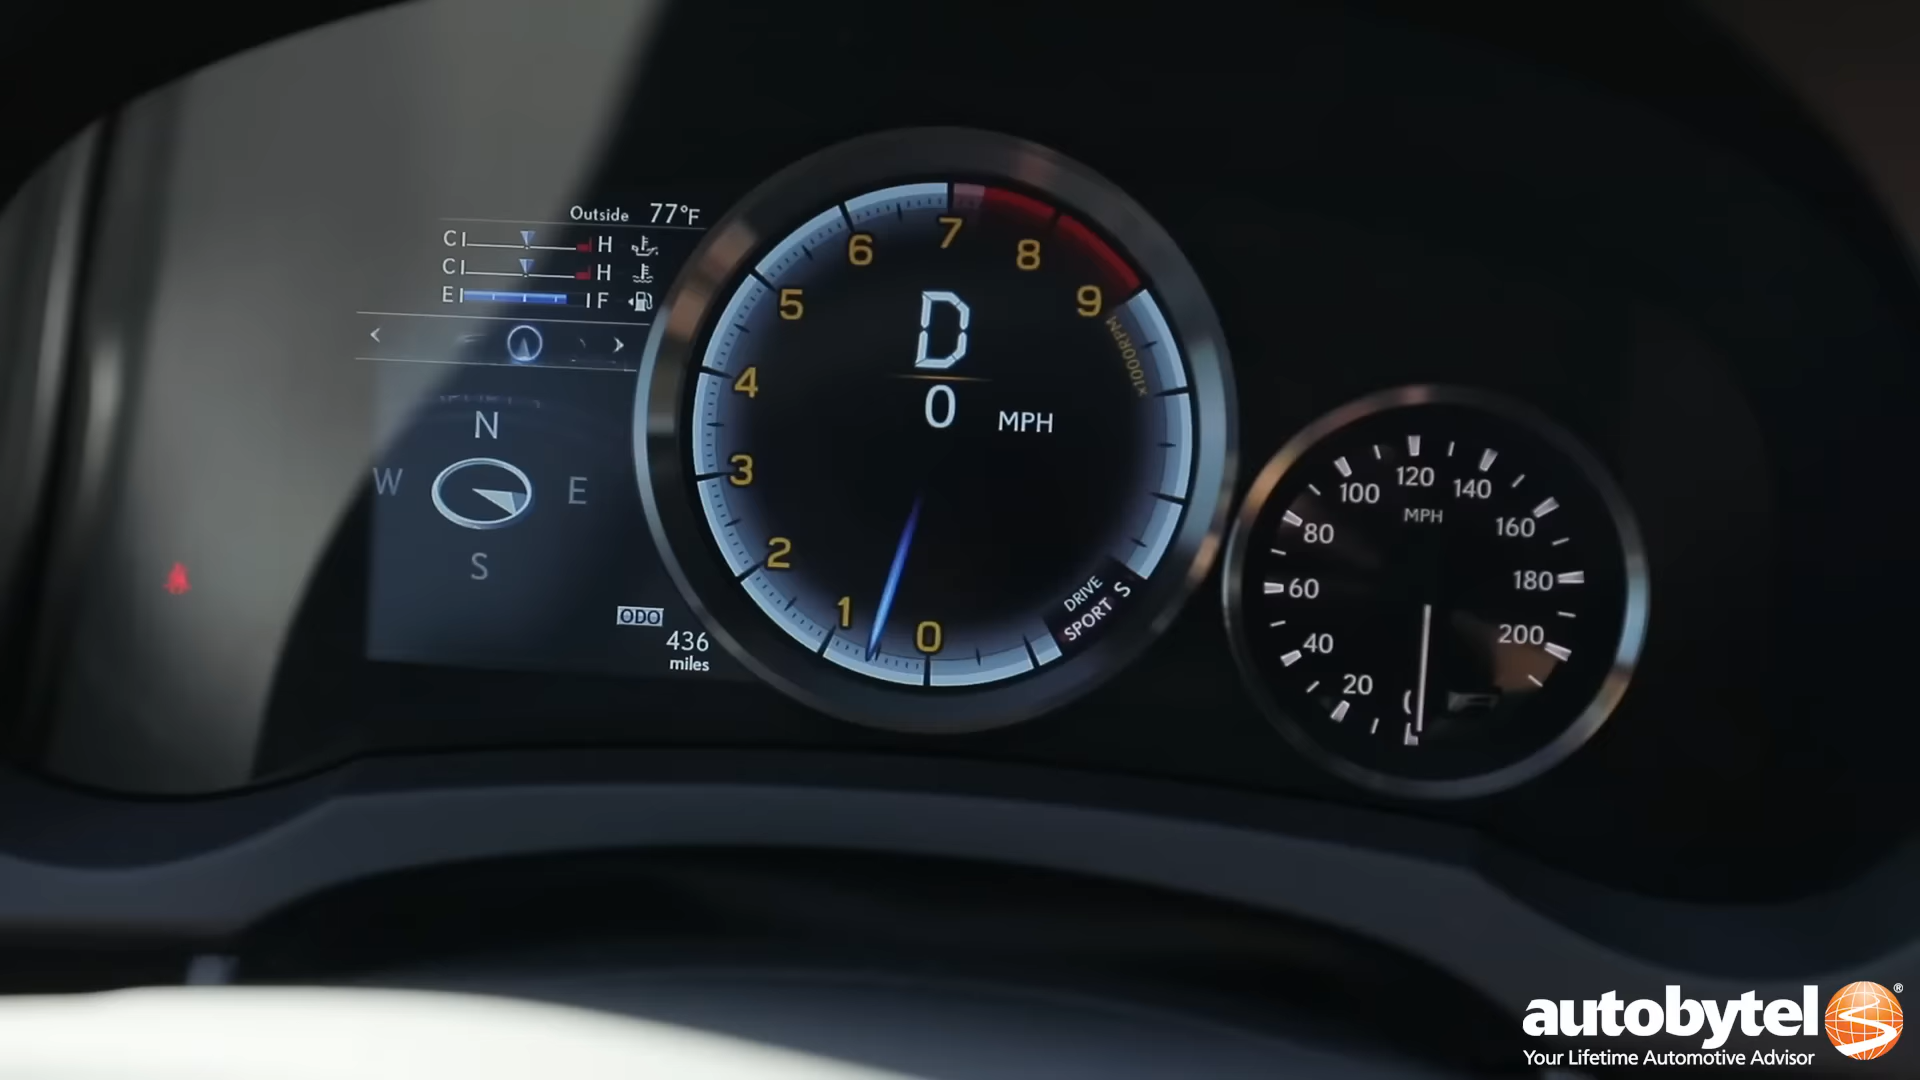 Outside 77°F
C H
C H
E F
< >
N
W E
S
ODO
436
miles
0 1 2 3 4 5 6 7 8 9
x1000RPM
D
0 MPH
DRIVE
SPORT S
0 20 40 60 80 100 120 140 160 180 200
MPH
autobytel®
Your Lifetime Automotive Advisor